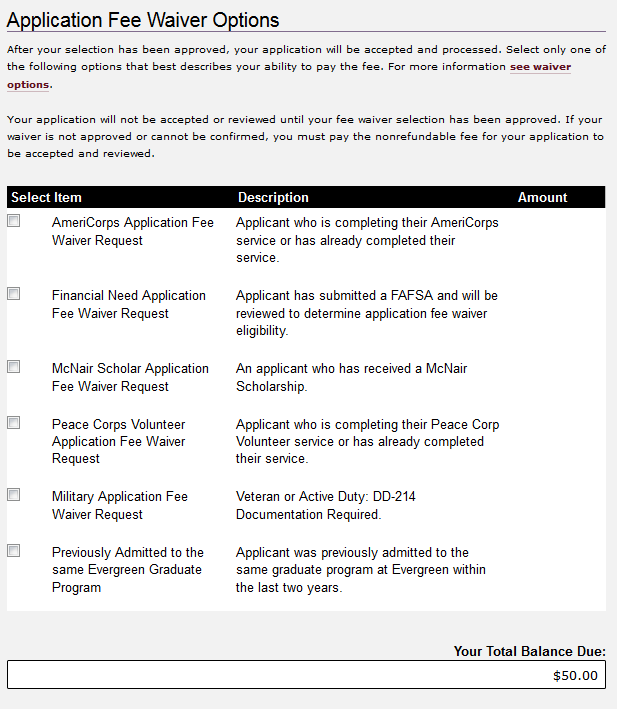 Application Fee Waiver Options
After your selection has been approved, your application will be accepted and processed. Select only one of
the following options that best describes your ability to pay the fee. For more information see waiver
options.
Your application will not be accepted or reviewed until your fee waiver selection has been approved. If your
waiver is not approved or cannot be confirmed, you must pay the nonrefundable fee for your application to
be accepted and reviewed.
Select Item Description Amount
AmeriCorps Application Fee
Waiver Request
Applicant who is completing their AmeriCorps
service or has already completed their
service.
Financial Need Application
Fee Waiver Request
Applicant has submitted a FAFSA and will be
reviewed to determine application fee waiver
eligibility.
McNair Scholar Application
Fee Waiver Request
An applicant who has received a McNair
Scholarship.
Peace Corps Volunteer
Application Fee Waiver
Request
Applicant who is completing their Peace Corp
Volunteer service or has already completed
their service.
Military Application Fee
Waiver Request
Veteran or Active Duty: DD-214
Documentation Required.
Previously Admitted to the
same Evergreen Graduate
Program
Applicant was previously admitted to the
same graduate program at Evergreen within
the last two years.
Your Total Balance Due:
$50.00